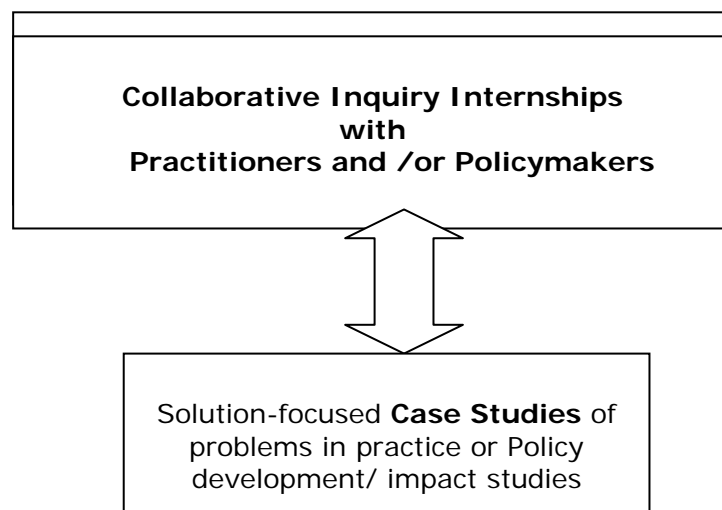 Collaborative Inquiry Internships
with
Practitioners and /or Policymakers
Solution-focused Case Studies of
problems in practice or Policy
development/ impact studies